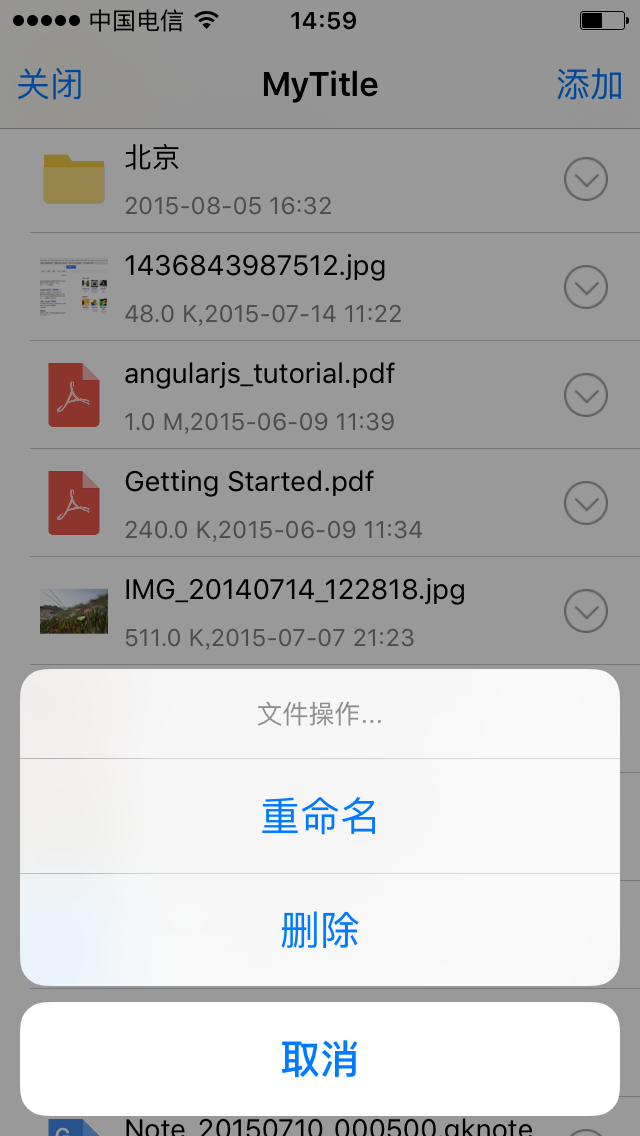 中国电信 14:59
关闭 MyTitle 添加
北京
2015-08-05 16:32
1436843987512.jpg
48.0 K,2015-07-14 11:22
angularjs_tutorial.pdf
1.0 M,2015-06-09 11:39
Getting Started.pdf
240.0 K,2015-06-09 11:34
IMG_20140714_122818.jpg
511.0 K,2015-07-07 21:23
文件操作...
重命名
删除
取消
Note_20150710_000500.gknote